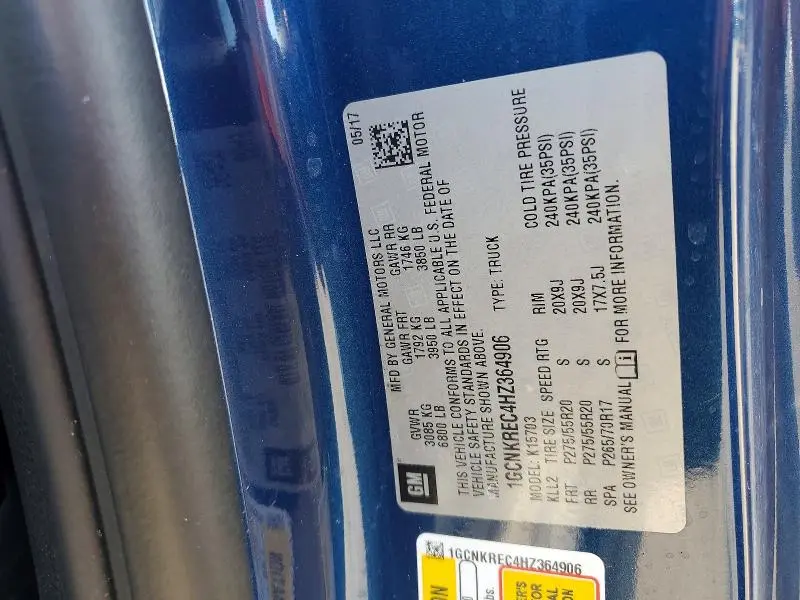 05/17
MFD BY GENERAL MOTORS LLC
GVWR GAWR FRT GAWR RR
3085 KG 1792 KG 1746 KG
6800 LB 3950 LB 3850 LB
THIS VEHICLE CONFORMS TO ALL APPLICABLE U.S. FEDERAL MOTOR
VEHICLE SAFETY STANDARDS IN EFFECT ON THE DATE OF
MANUFACTURE SHOWN ABOVE.
1GCNKREC4HZ364906 TYPE: TRUCK
MODEL: K15703
KLL2 TIRE SIZE SPEED RTG RIM COLD TIRE PRESSURE
FRT P275/55R20 S 20X9J 240KPA(35PSI)
RR P275/55R20 S 20X9J 240KPA(35PSI)
SPA P265/70R17 S 17X7.5J 240KPA(35PSI)
SEE OWNER'S MANUAL FOR MORE INFORMATION.
GM
1GCNKREC4HZ364906